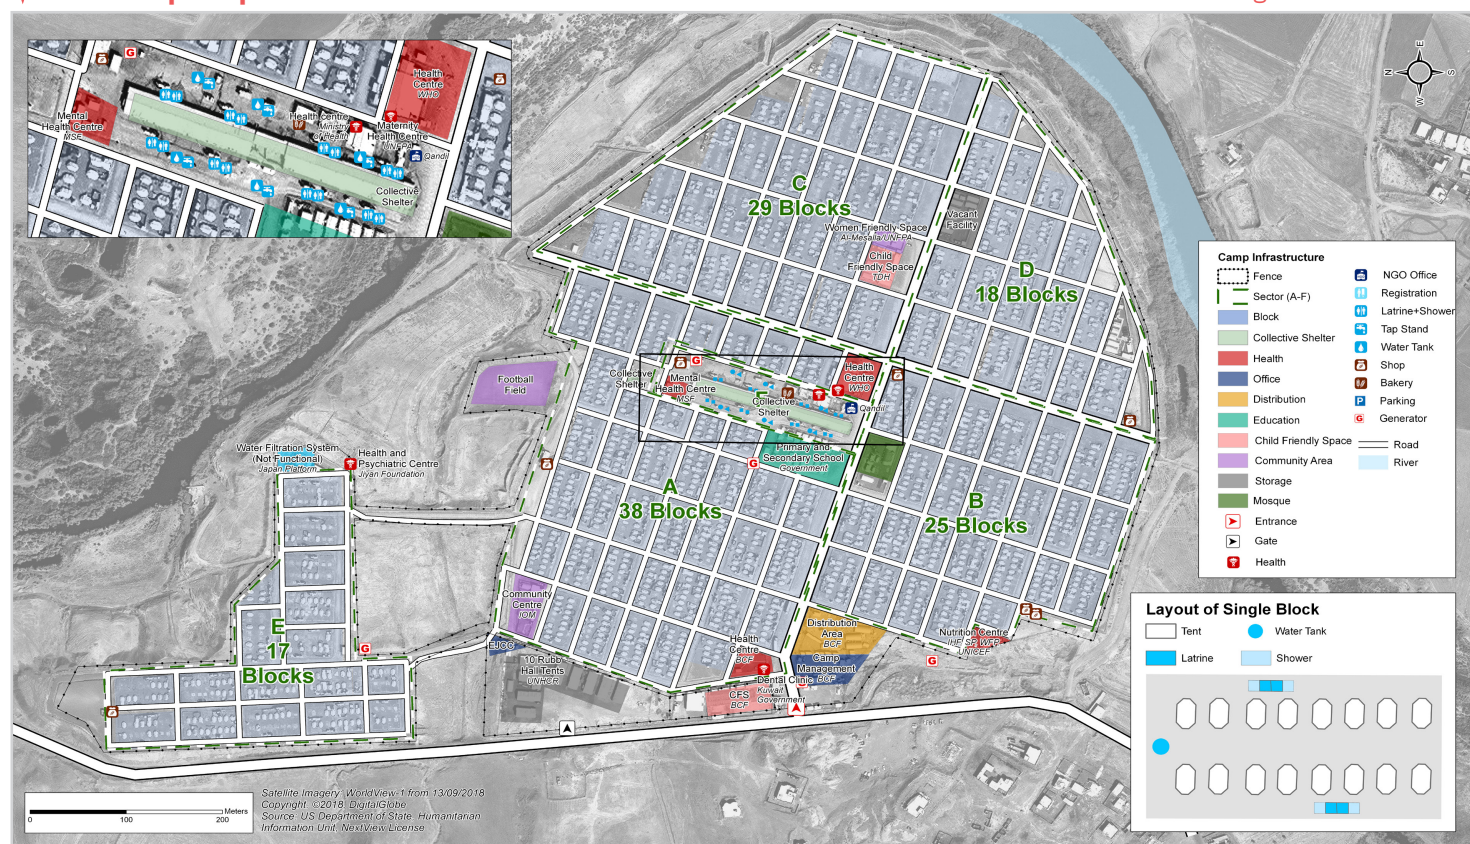 G
Health
Centre
WHO
Mental
Health Centre
MSF
Health centre
Ministry
of Health
Maternity
Health Centre
UNFPA
Qandil
Collective
Shelter
N
E
S
W
C
29 Blocks
Women Friendly Space
Al-Mesalla/UNFPA
Child
Friendly Space
TDH
Vacant
Facility
D
18 Blocks
Football
Field
Collective
Shelter
G
Mental
Health Centre
MSF
Collective
Shelter
Health
Centre
WHO
Qandil
Primary and
Secondary School
Government
G
Water Filtration System
(Not Functional)
Japan Platform
Health and
Psychiatric Centre
Jiyan Foundation
A
38 Blocks
B
25 Blocks
Community
Centre
IOM
E
17
Blocks
G
EJCC
10 Rubb
Hall Tents
UNHCR
Health
Centre
BCF
Dental Clinic
Kuwait
Government
CFS
BCF
Distribution
Area
BCF
Camp
Management
BCF
Nutrition Centre
UNICEF
G
Camp Infrastructure
Fence
Sector (A-F)
Block
Collective Shelter
Health
Office
Distribution
Education
Child Friendly Space
Community Area
Storage
Mosque
Entrance
Gate
Health
NGO Office
Registration
Latrine+Shower
Tap Stand
Water Tank
Shop
Bakery
P Parking
G Generator
Road
River
Layout of Single Block
Tent
Water Tank
Latrine
Shower
Meters
0 100 200
Satellite Imagery: WorldView-1 from 13/09/2018
Copyright: ©2018, DigitalGlobe
Source: US Department of State, Humanitarian
Information Unit, NextView License